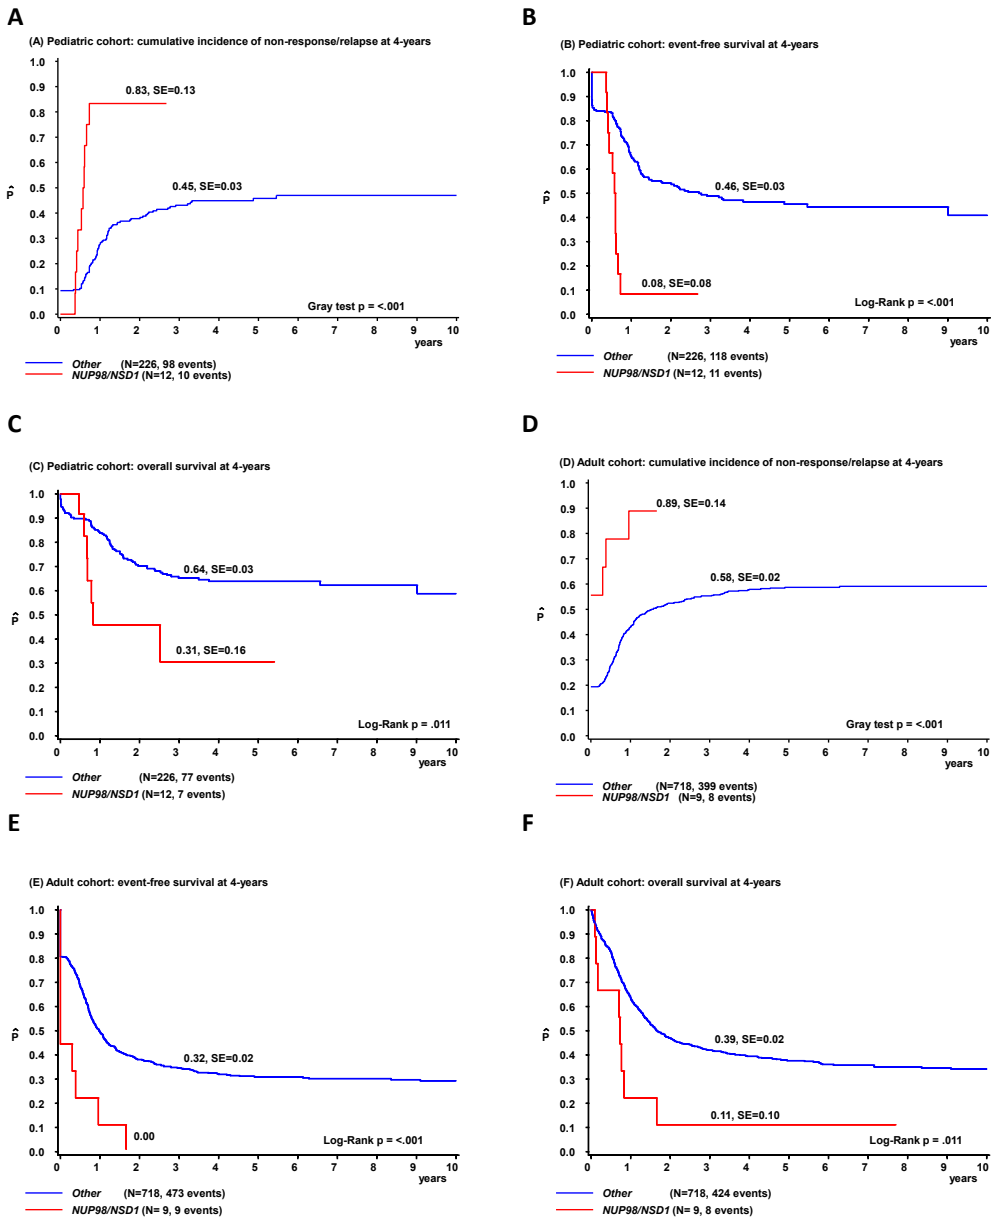 A
(A) Pediatric cohort: cumulative incidence of non-response/relapse at 4-years
1.0
0.9
0.8
0.7
0.6
0.5
0.4
0.3
0.2
0.1
0.0
P̂
0.83, SE=0.13
0.45, SE=0.03
Gray test p = <.001
0 1 2 3 4 5 6 7 8 9 10
years
Other (N=226, 98 events)
NUP98/NSD1 (N=12, 10 events)
B
(B) Pediatric cohort: event-free survival at 4-years
1.0
0.9
0.8
0.7
0.6
0.5
0.4
0.3
0.2
0.1
0.0
P̂
0.46, SE=0.03
0.08, SE=0.08
Log-Rank p = <.001
0 1 2 3 4 5 6 7 8 9 10
years
Other (N=226, 118 events)
NUP98/NSD1 (N=12, 11 events)
C
(C) Pediatric cohort: overall survival at 4-years
1.0
0.9
0.8
0.7
0.6
0.5
0.4
0.3
0.2
0.1
0.0
P̂
0.64, SE=0.03
0.31, SE=0.16
Log-Rank p = .011
0 1 2 3 4 5 6 7 8 9 10
years
Other (N=226, 77 events)
NUP98/NSD1 (N=12, 7 events)
D
(D) Adult cohort: cumulative incidence of non-response/relapse at 4-years
1.0
0.9
0.8
0.7
0.6
0.5
0.4
0.3
0.2
0.1
0.0
P̂
0.89, SE=0.14
0.58, SE=0.02
Gray test p = <.001
0 1 2 3 4 5 6 7 8 9 10
years
Other (N=718, 399 events)
NUP98/NSD1 (N=9, 8 events)
E
(E) Adult cohort: event-free survival at 4-years
1.0
0.9
0.8
0.7
0.6
0.5
0.4
0.3
0.2
0.1
0.0
P̂
0.32, SE=0.02
0.00
Log-Rank p = <.001
0 1 2 3 4 5 6 7 8 9 10
years
Other (N=718, 473 events)
NUP98/NSD1 (N= 9, 9 events)
F
(F) Adult cohort: overall survival at 4-years
1.0
0.9
0.8
0.7
0.6
0.5
0.4
0.3
0.2
0.1
0.0
P̂
0.39, SE=0.02
0.11, SE=0.10
Log-Rank p = .011
0 1 2 3 4 5 6 7 8 9 10
years
Other (N=718, 424 events)
NUP98/NSD1 (N= 9, 8 events)